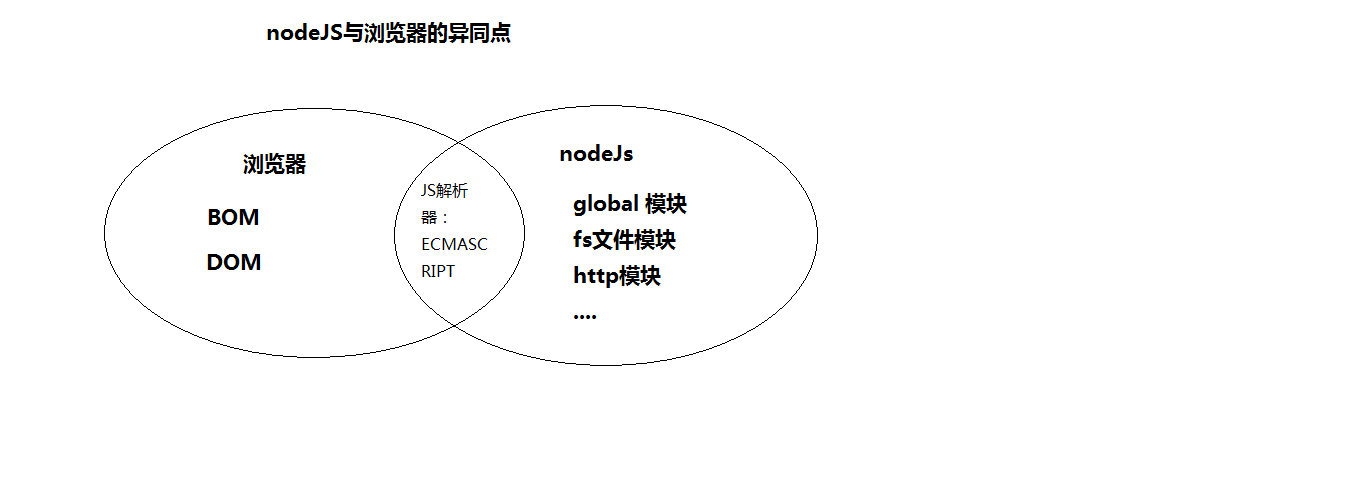 nodeJS与浏览器的异同点
浏览器
BOM
DOM
JS解析
器：
ECMASC
RIPT
nodeJs
global 模块
fs文件模块
http模块
....